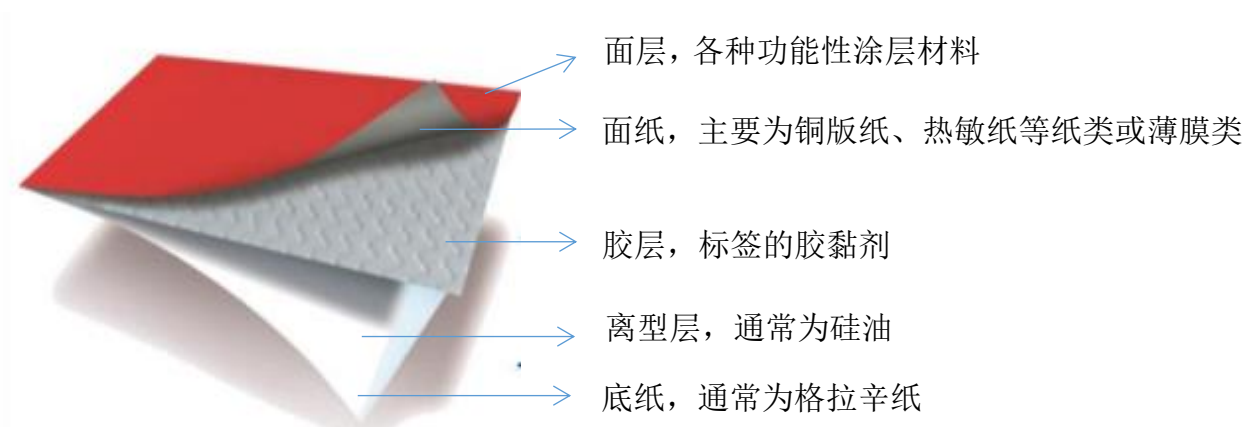 面层，各种功能性涂层材料
面纸，主要为铜版纸、热敏纸等纸类或薄膜类
胶层，标签的胶黏剂
离型层，通常为硅油
底纸，通常为格拉辛纸